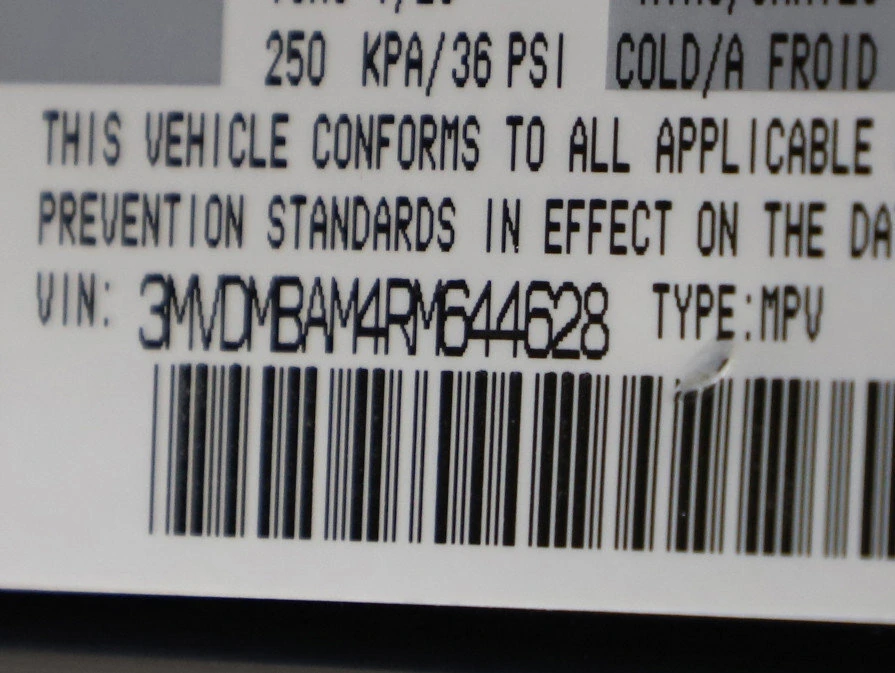 250 KPA/36 PSI COLD/A FROID
THIS VEHICLE CONFORMS TO ALL APPLICABLE
PREVENTION STANDARDS IN EFFECT ON THE DA
VIN: 3MVDMBAM4RM644628 TYPE:MPV